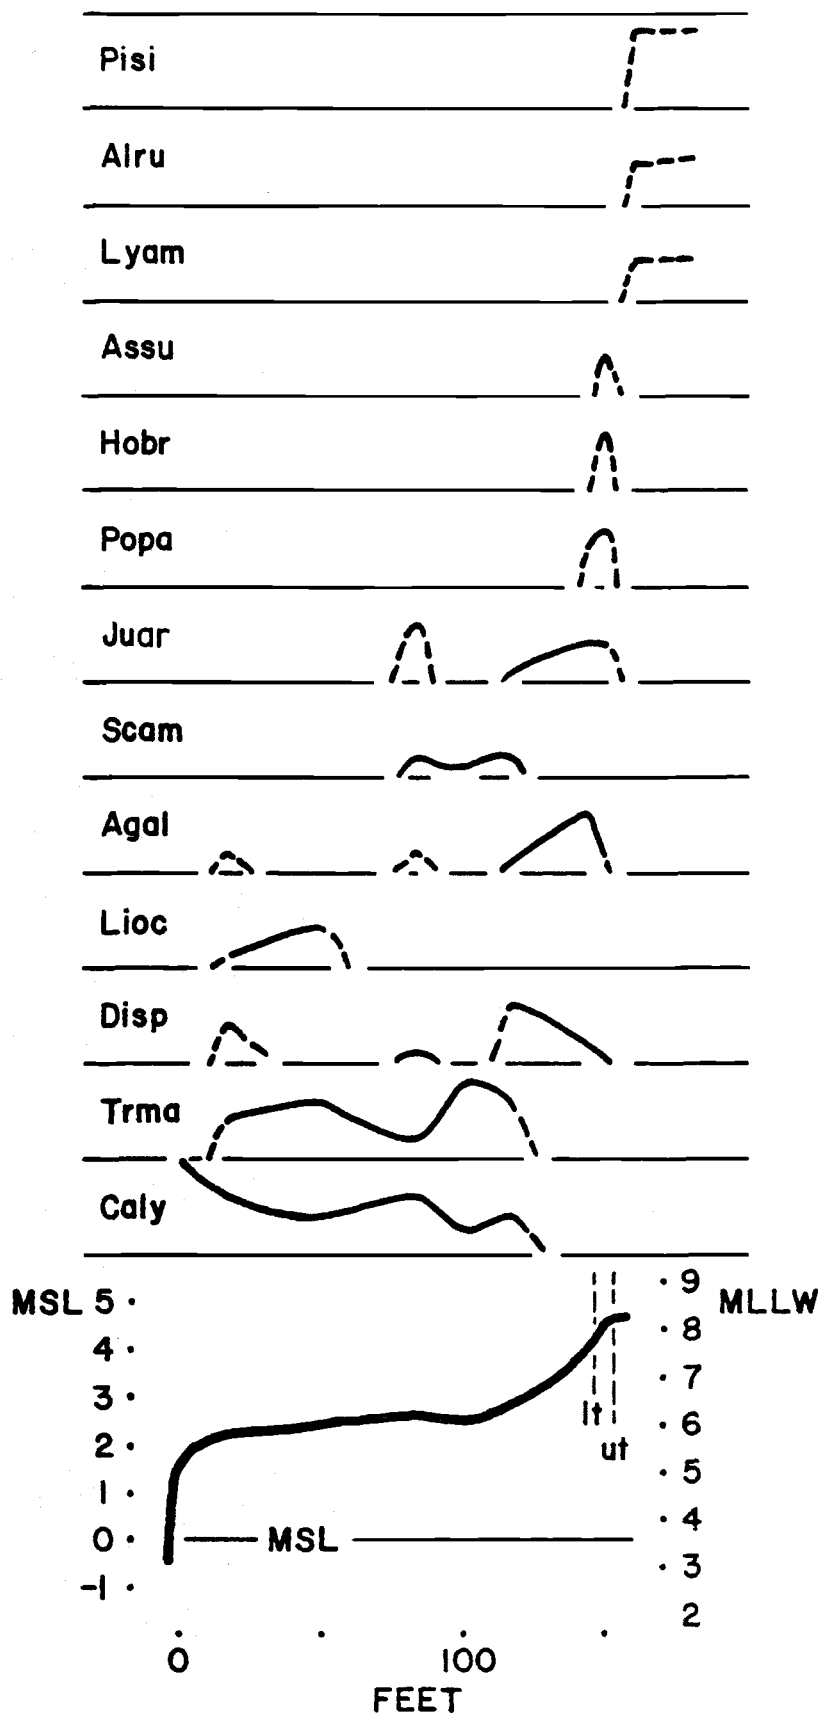 Pisi
Alru
Lyam
Assu
Hobr
Popa
Juar
Scam
Agal
Lioc
Disp
Trma
Caly
MSL 5 9 MLLW
4 8
3 7
lt
2 6
ut
1 5
0 MSL 4
-1 3
2
0 100
FEET